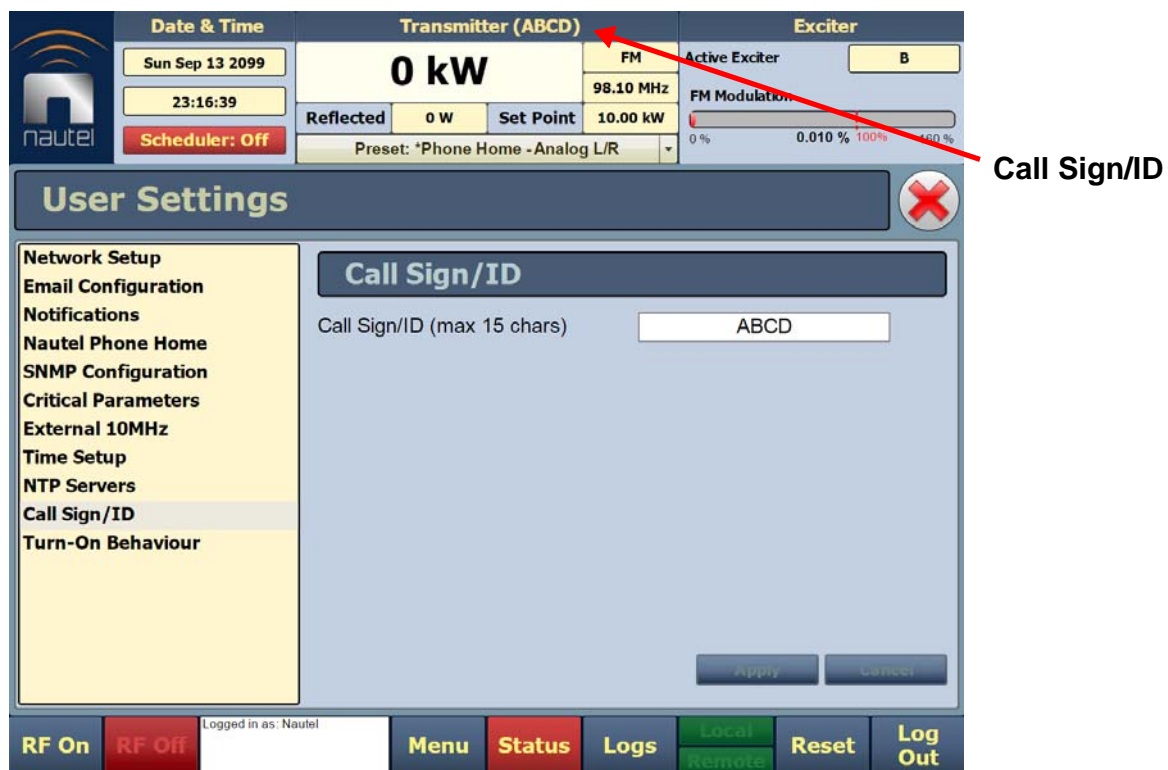 Date & Time
Transmitter (ABCD)
Exciter
Sun Sep 13 2099
23:16:39
Scheduler: Off
nautel
0 kW
FM
98.10 MHz
Reflected
0 W
Set Point
10.00 kW
Preset: *Phone Home - Analog L/R
Active Exciter
B
FM Modulation
0 %
0.010 %
100%
160 %
Call Sign/ID
User Settings
Network Setup
Email Configuration
Notifications
Nautel Phone Home
SNMP Configuration
Critical Parameters
External 10MHz
Time Setup
NTP Servers
Call Sign/ID
Turn-On Behaviour
Call Sign/ID
Call Sign/ID (max 15 chars)
ABCD
Apply
Cancel
RF On
RF Off
Logged in as: Nautel
Menu
Status
Logs
Local
Remote
Reset
Log
Out